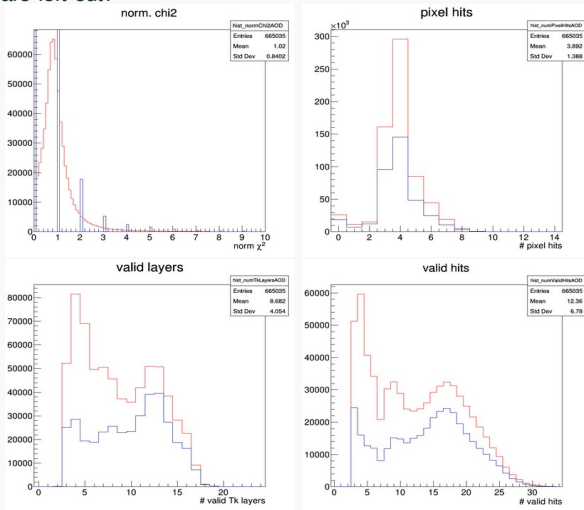 norm. chi2
hist_normChi2AOD
Entries 665035
Mean 1.02
Std Dev 0.8402
60000
50000
40000
30000
20000
10000
0
0 1 2 3 4 5 6 7 8 9 10
norm χ²
pixel hits
×10³
hist_numPixelHitsAOD
Entries 665035
Mean 3.892
Std Dev 1.388
300
250
200
150
100
50
0
0 2 4 6 8 10 12 14
# pixel hits
valid layers
hist_numTkLayersAOD
Entries 665035
Mean 8.682
Std Dev 4.054
80000
70000
60000
50000
40000
30000
20000
10000
0
0 5 10 15 20
# valid Tk layers
valid hits
hist_numValidHitsAOD
Entries 665035
Mean 12.36
Std Dev 6.78
60000
50000
40000
30000
20000
10000
0
0 5 10 15 20 25 30
# valid hits